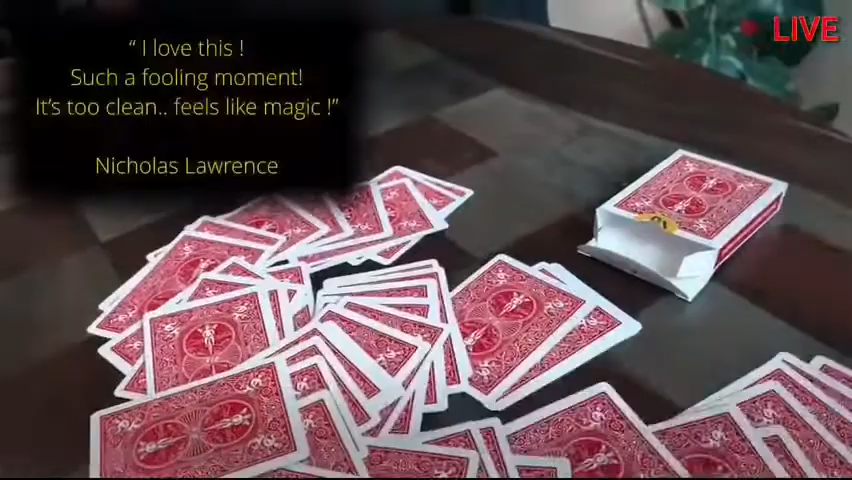 “ I love this !
Such a fooling moment!
It’s too clean.. feels like magic !”
Nicholas Lawrence
LIVE